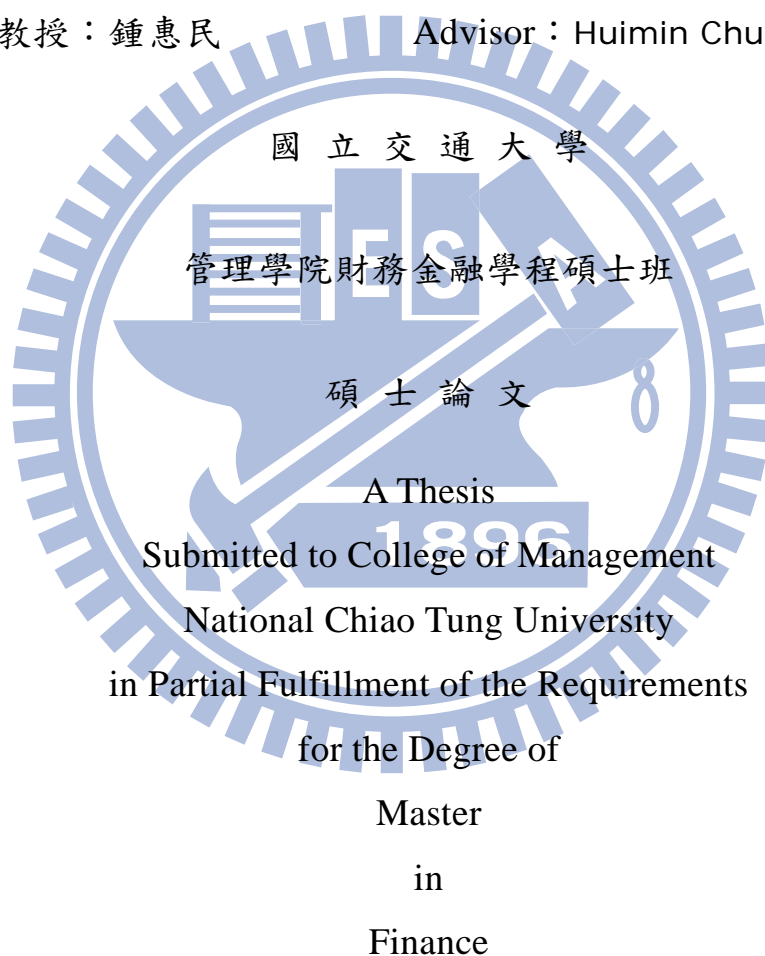 教授：鍾惠民 Advisor：Huimin Chu
國 立 交 通 大 學
E S A
管理學院財務金融學程碩士班
碩 士 論 文
8
A Thesis
1896
Submitted to College of Management
National Chiao Tung University
in Partial Fulfillment of the Requirements
for the Degree of
Master
in
Finance